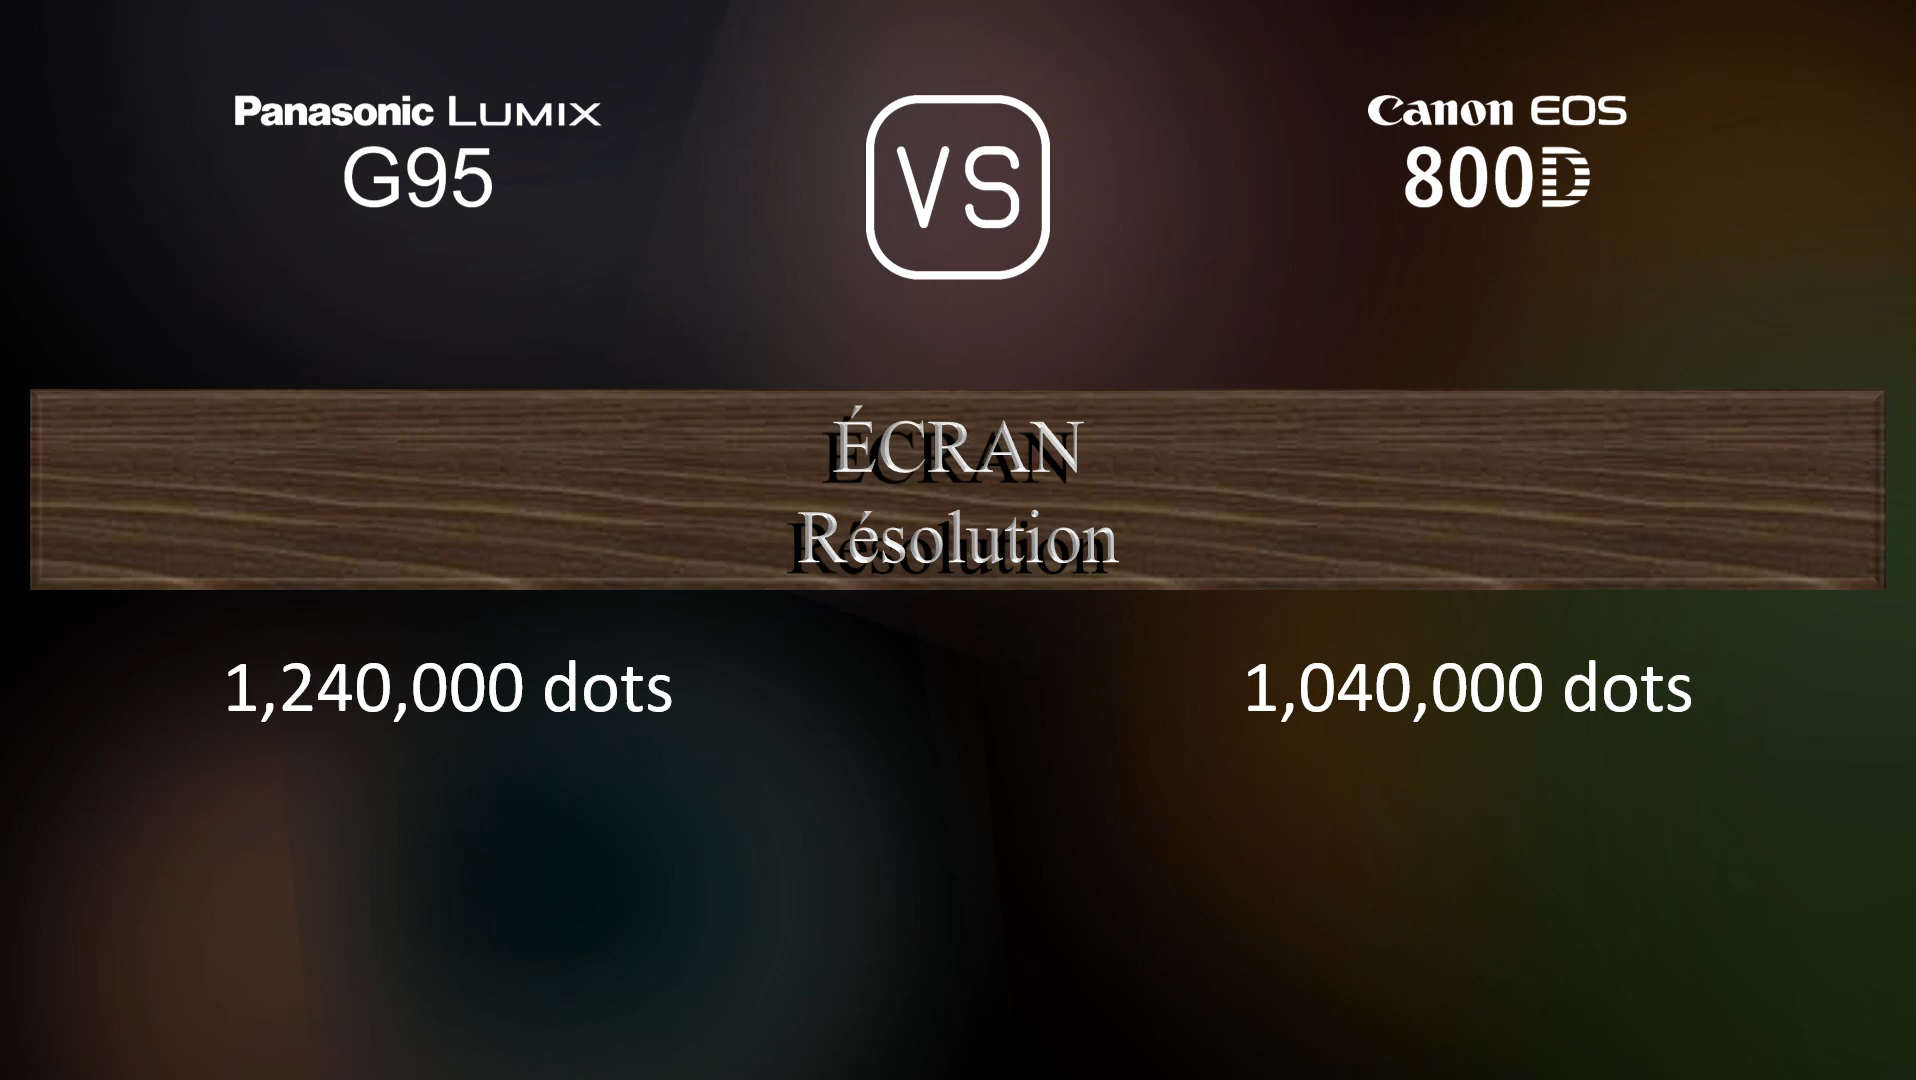 Panasonic LUMIX
G95
VS
Canon EOS
800D
ÉCRAN
Résolution
1,240,000 dots
1,040,000 dots